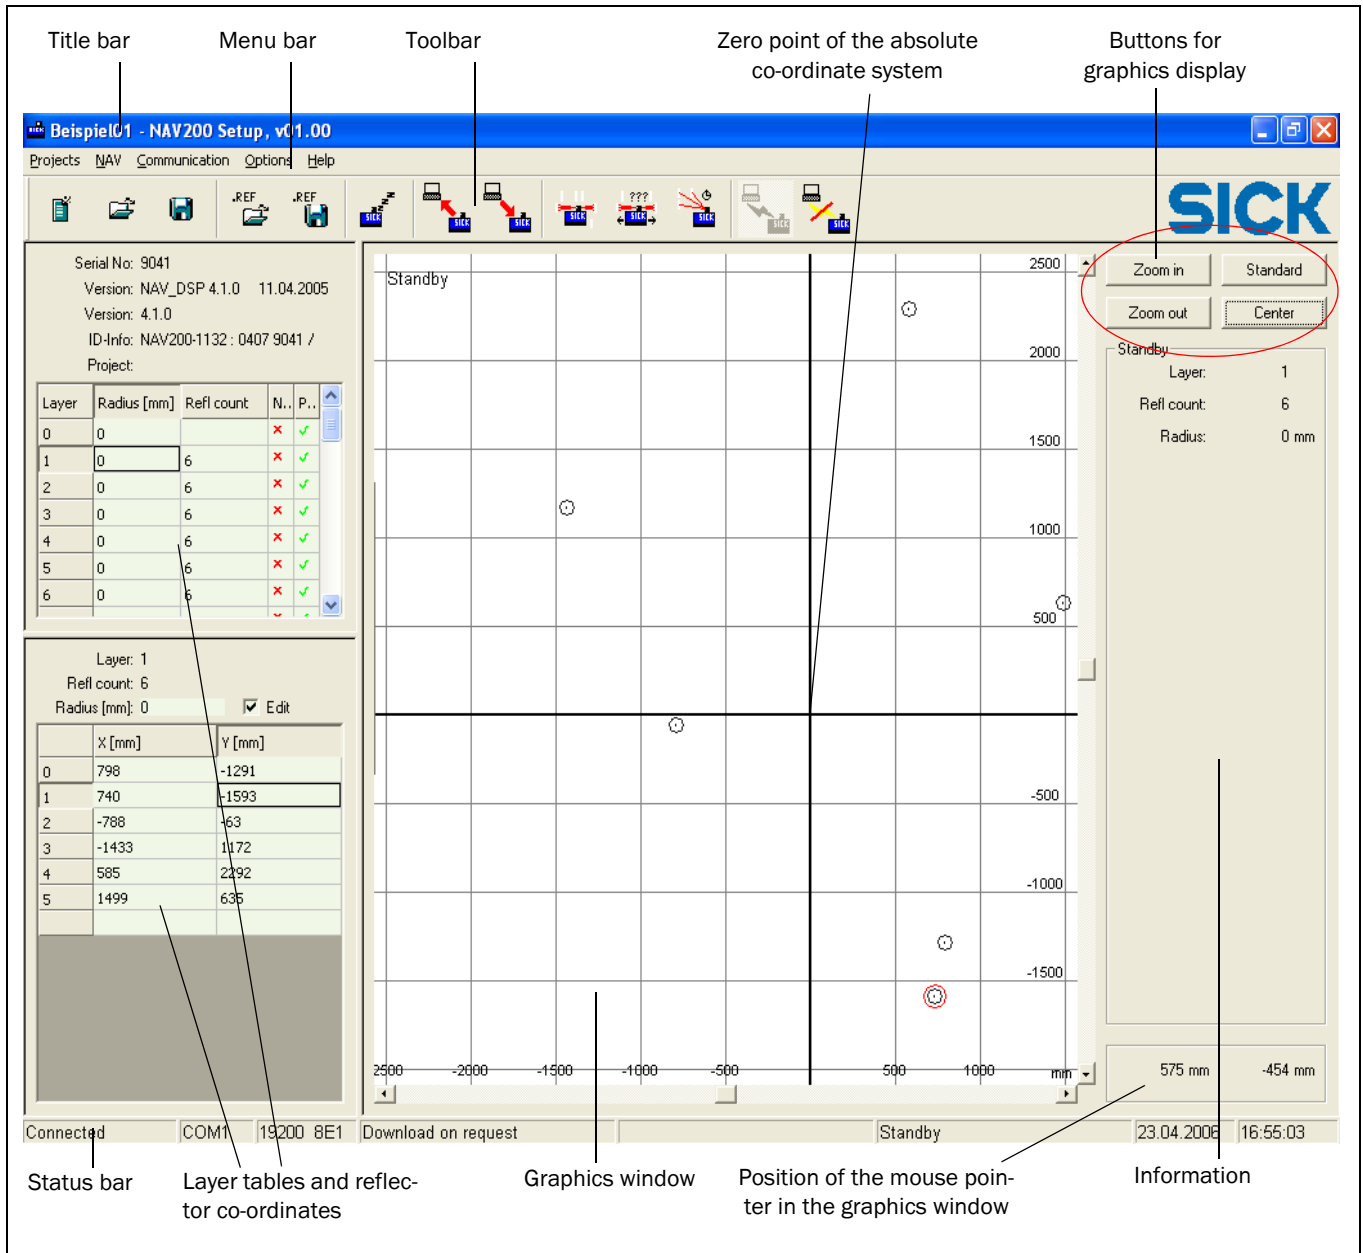 Title bar
Menu bar
Toolbar
Zero point of the absolute
co-ordinate system
Buttons for
graphics display
Beispiel01 - NAV200 Setup, v01.00
Projects NAV Communication Options Help
.REF
.REF
z z z
SICK
SICK
SICK
SICK
???
SICK
SICK
SICK
SICK
SICK
Serial No: 9041
Version: NAV_DSP 4.1.0 11.04.2005
Version: 4.1.0
ID-Info: NAV200-1132 : 0407 9041 /
Project:
Layer Radius [mm] Refl count N.. P..
0 0
1 0 6
2 0 6
3 0 6
4 0 6
5 0 6
6 0 6
Layer: 1
Refl count: 6
Radius [mm]: 0 Edit
X [mm] Y [mm]
0 798 -1291
1 740 -1593
2 -788 -63
3 -1433 1172
4 585 2292
5 1499 635
Standby
2500
2000
1500
1000
500
-500
-1000
-1500
2500 -2000 -1500 -1000 -500 500 1000 mm
Zoom in Standard
Zoom out Center
Standby
Layer: 1
Refl count: 6
Radius: 0 mm
575 mm -454 mm
Connected COM1 19200 8E1 Download on request Standby 23.04.2006 16:55:03
Status bar
Layer tables and reflec-
tor co-ordinates
Graphics window
Position of the mouse poin-
ter in the graphics window
Information